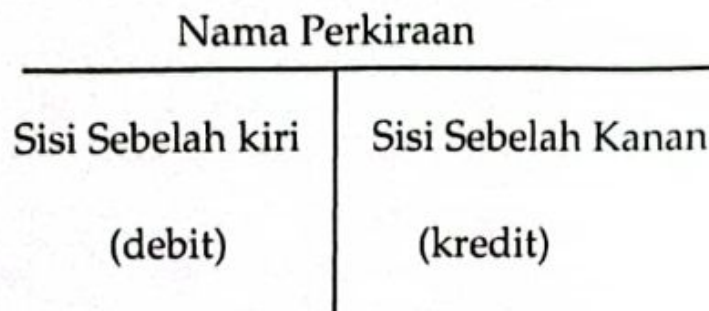 Nama Perkiraan
Sisi Sebelah kiri Sisi Sebelah Kanan
(debit) (kredit)